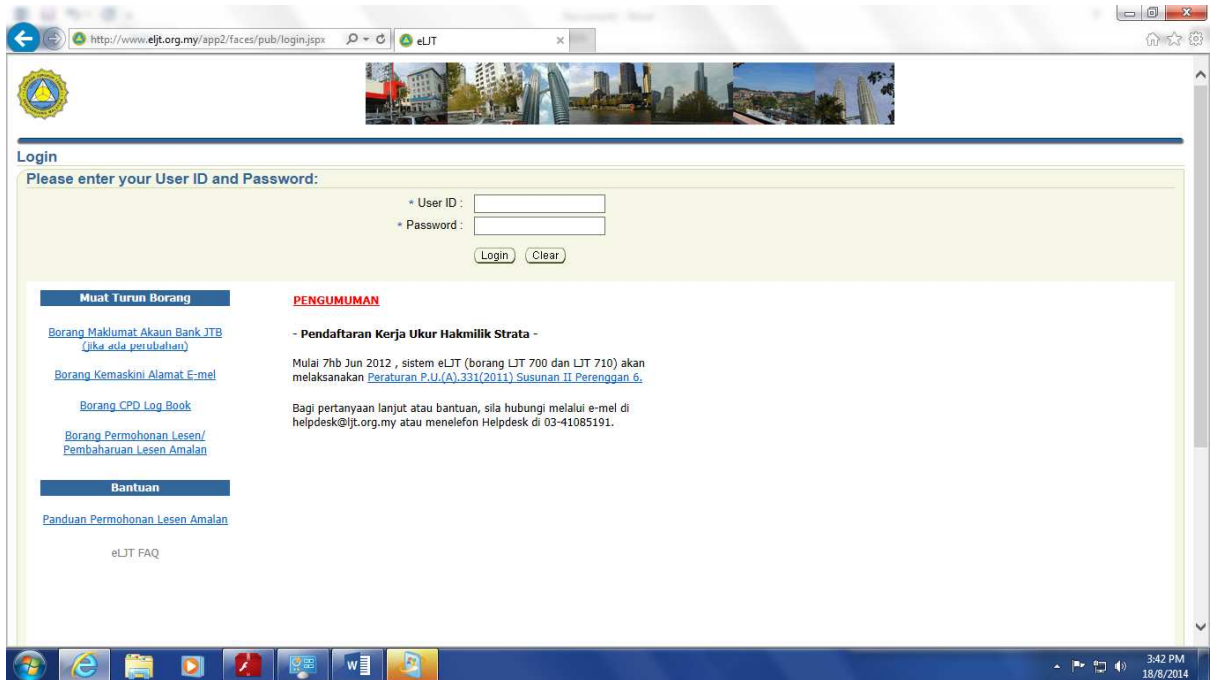 http://www.eljt.org.my/app2/faces/pub/login.jspx
eLJT
Login
Please enter your User ID and Password:
* User ID :
* Password :
Login Clear
Muat Turun Borang
Borang Maklumat Akaun Bank JTB
(jika ada perubahan)
Borang Kemaskini Alamat E-mel
Borang CPD Log Book
Borang Permohonan Lesen/
Pembaharuan Lesen Amalan
Bantuan
Panduan Permohonan Lesen Amalan
eLJT FAQ
PENGUMUMAN
- Pendaftaran Kerja Ukur Hakmilik Strata -
Mulai 7hb Jun 2012 , sistem eLJT (borang LJT 700 dan LJT 710) akan
melaksanakan Peraturan P.U.(A).331(2011) Susunan II Perenggan 6.
Bagi pertanyaan lanjut atau bantuan, sila hubungi melalui e-mel di
helpdesk@ljt.org.my atau menelefon Helpdesk di 03-41085191.
3:42 PM
18/8/2014